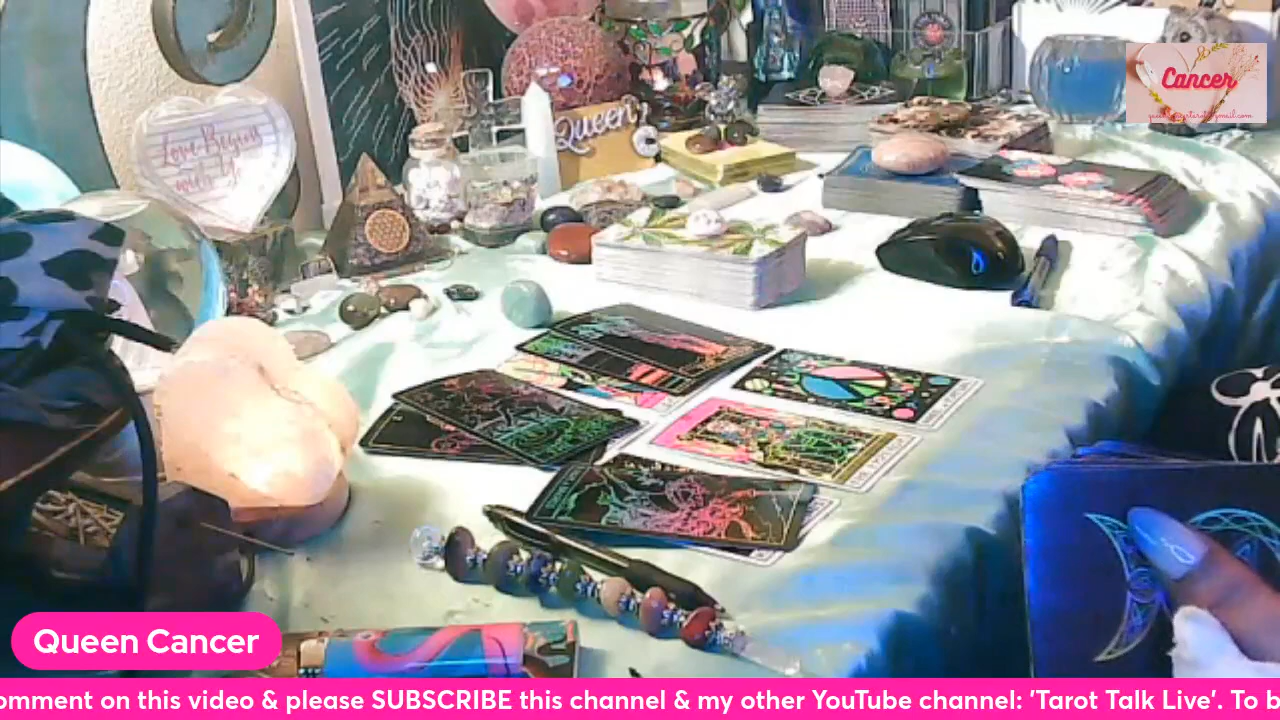 Cancer
Love Begins
with
Queen
Queen Cancer
omment on this video & please SUBSCRIBE this channel & my other YouTube channel: 'Tarot Talk Live'. To b